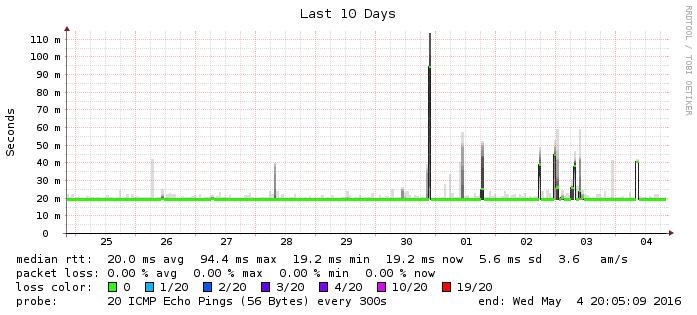 Last 10 Days
RRDTOOL / TOBI OETIKER
Seconds
110 m
100 m
90 m
80 m
70 m
60 m
50 m
40 m
30 m
20 m
10 m
0
25 26 27 28 29 30 01 02 03 04
median rtt: 20.0 ms avg 94.4 ms max 19.2 ms min 19.2 ms now 5.6 ms sd 3.6 am/s
packet loss: 0.00 % avg 0.00 % max 0.00 % min 0.00 % now
loss color: 0 1/20 2/20 3/20 4/20 10/20 19/20
probe: 20 ICMP Echo Pings (56 Bytes) every 300s end: Wed May 4 20:05:09 2016